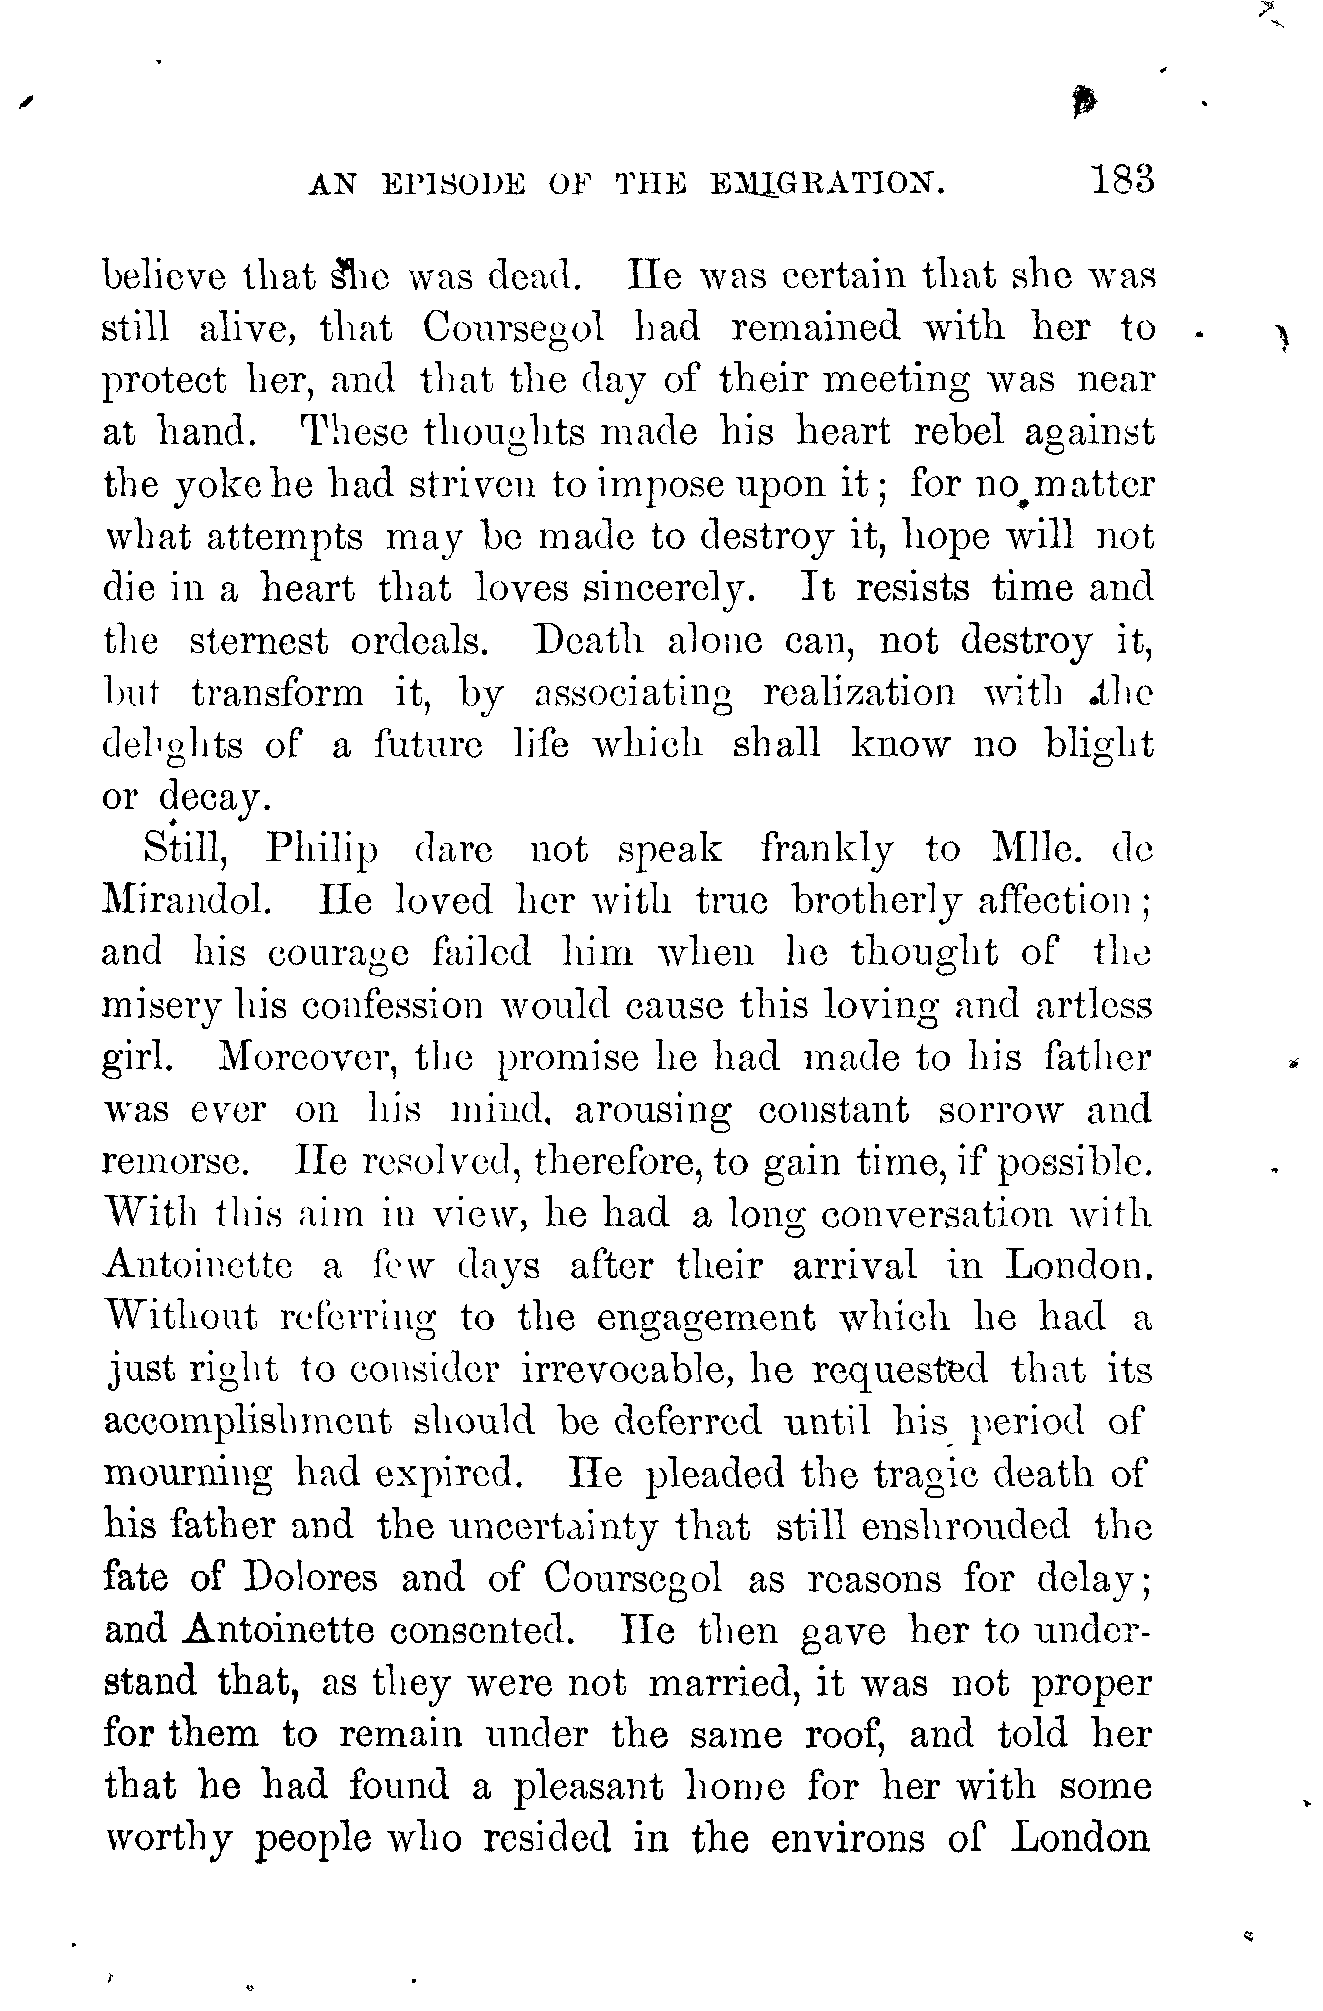 AN EPISODE OF THE EMIGRATION. 183
believe that she was dead. He was certain that she was
still alive, that Coursegol had remained with her to
protect her, and that the day of their meeting was near
at hand. These thoughts made his heart rebel against
the yoke he had striven to impose upon it; for no matter
what attempts may be made to destroy it, hope will not
die in a heart that loves sincerely. It resists time and
the sternest ordeals. Death alone can, not destroy it,
but transform it, by associating realization with the
delights of a future life which shall know no blight
or decay.
Still, Philip dare not speak frankly to Mlle. de
Mirandol. He loved her with true brotherly affection;
and his courage failed him when he thought of the
misery his confession would cause this loving and artless
girl. Moreover, the promise he had made to his father
was ever on his mind, arousing constant sorrow and
remorse. He resolved, therefore, to gain time, if possible.
With this aim in view, he had a long conversation with
Antoinette a few days after their arrival in London.
Without referring to the engagement which he had a
just right to consider irrevocable, he requested that its
accomplishment should be deferred until his period of
mourning had expired. He pleaded the tragic death of
his father and the uncertainty that still enshrouded the
fate of Dolores and of Coursegol as reasons for delay;
and Antoinette consented. He then gave her to under-
stand that, as they were not married, it was not proper
for them to remain under the same roof, and told her
that he had found a pleasant home for her with some
worthy people who resided in the environs of London